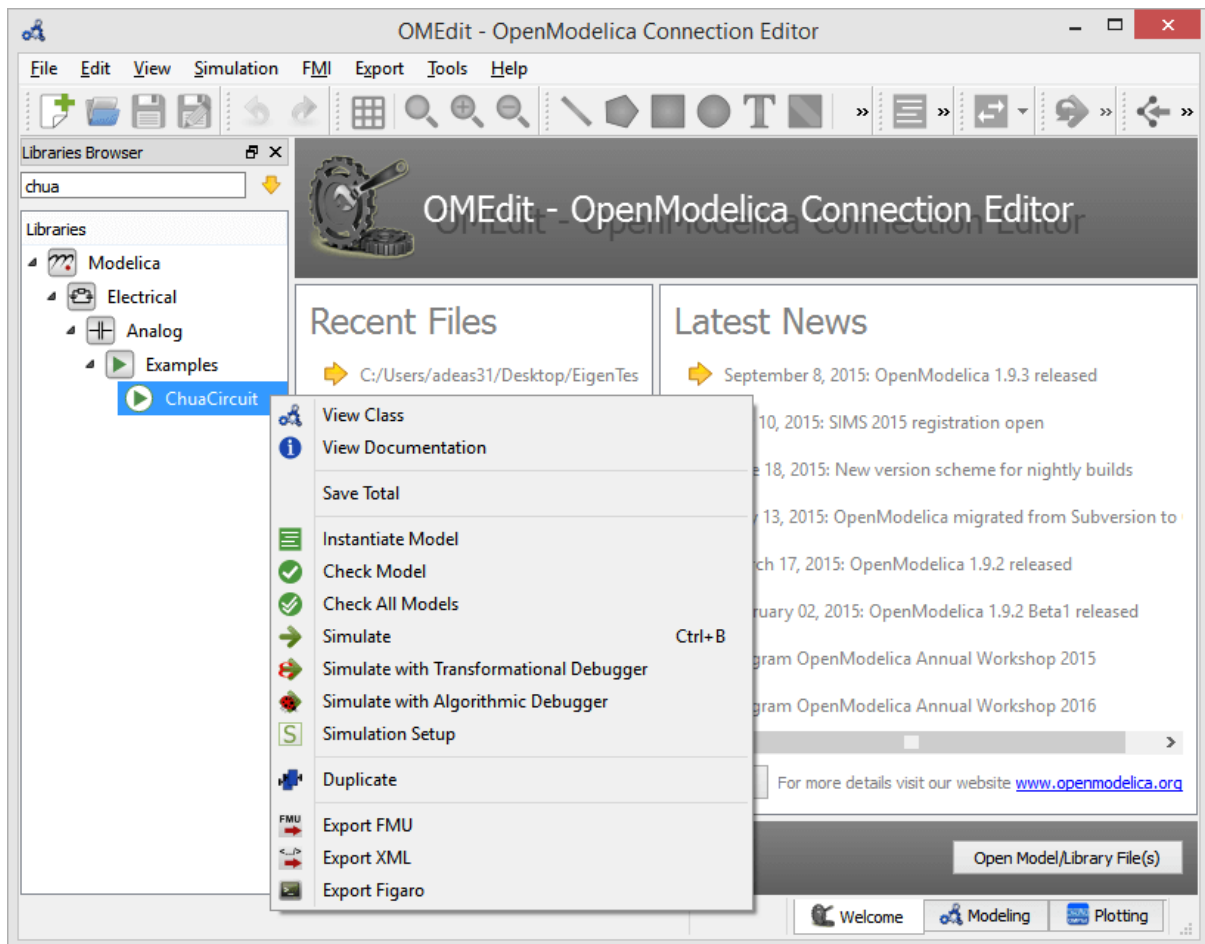 OMEdit - OpenModelica Connection Editor
File Edit View Simulation FMI Export Tools Help
T » » » »
Libraries Browser
chua
Libraries
Modelica
Electrical
Analog
Examples
ChuaCircuit
OMEdit - OpenModelica Connection Editor
Recent Files
C:/Users/adeas31/Desktop/EigenTes
Latest News
September 8, 2015: OpenModelica 1.9.3 released
10, 2015: SIMS 2015 registration open
18, 2015: New version scheme for nightly builds
13, 2015: OpenModelica migrated from Subversion to
17, 2015: OpenModelica 1.9.2 released
02, 2015: OpenModelica 1.9.2 Beta1 released
OpenModelica Annual Workshop 2015
OpenModelica Annual Workshop 2016
View Class
View Documentation
Save Total
Instantiate Model
Check Model
Check All Models
Simulate Ctrl+B
Simulate with Transformational Debugger
Simulate with Algorithmic Debugger
S Simulation Setup
Duplicate
FMU Export FMU
Export XML
Export Figaro
For more details visit our website www.openmodelica.org
Open Model/Library File(s)
Welcome Modeling Plotting